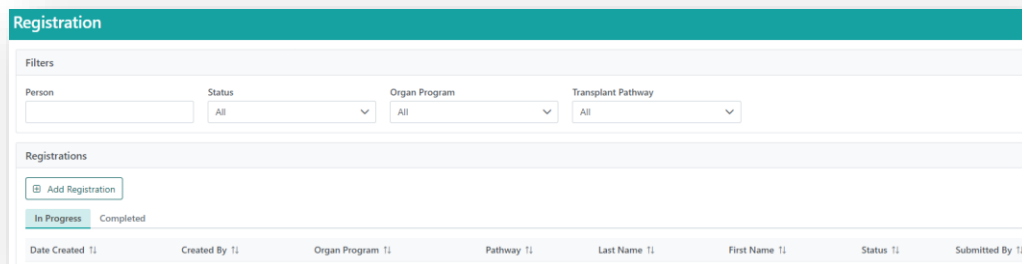 Registration
Filters
Person Status Organ Program Transplant Pathway
All All All
Registrations
Add Registration
In Progress Completed
Date Created Created By Organ Program Pathway Last Name First Name Status Submitted By